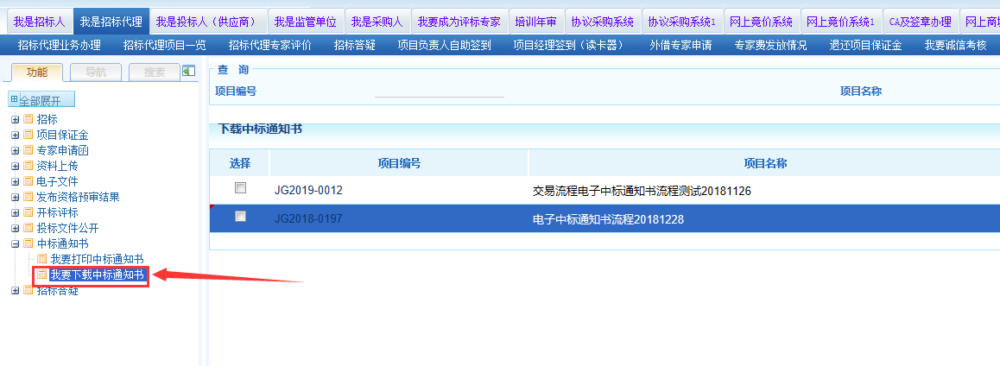 我是招标人 我是招标代理 我是投标人（供应商） 我是监管单位 我是采购人 我要成为评标专家 培训年审 协议采购系统 协议采购系统1 网上竞价系统 网上竞价系统1 CA及签章办理 网上商城
招标代理业务办理 招标代理项目一览 招标代理专家评价 招标答疑 项目负责人自助签到 项目经理签到（读卡器） 外借专家申请 专家费发放情况 退还项目保证金 我要诚信考核
功能 导航 搜索
全部展开
招标
项目保证金
专家申请函
资料上传
电子文件
发布资格预审结果
开标评标
投标文件公开
中标通知书
我要打印中标通知书
我要下载中标通知书
招标答疑
查 询
项目编号 项目名称
下载中标通知书
选择 项目编号 项目名称
JG2019-0012 交易流程电子中标通知书流程测试20181126
JG2018-0197 电子中标通知书流程20181228